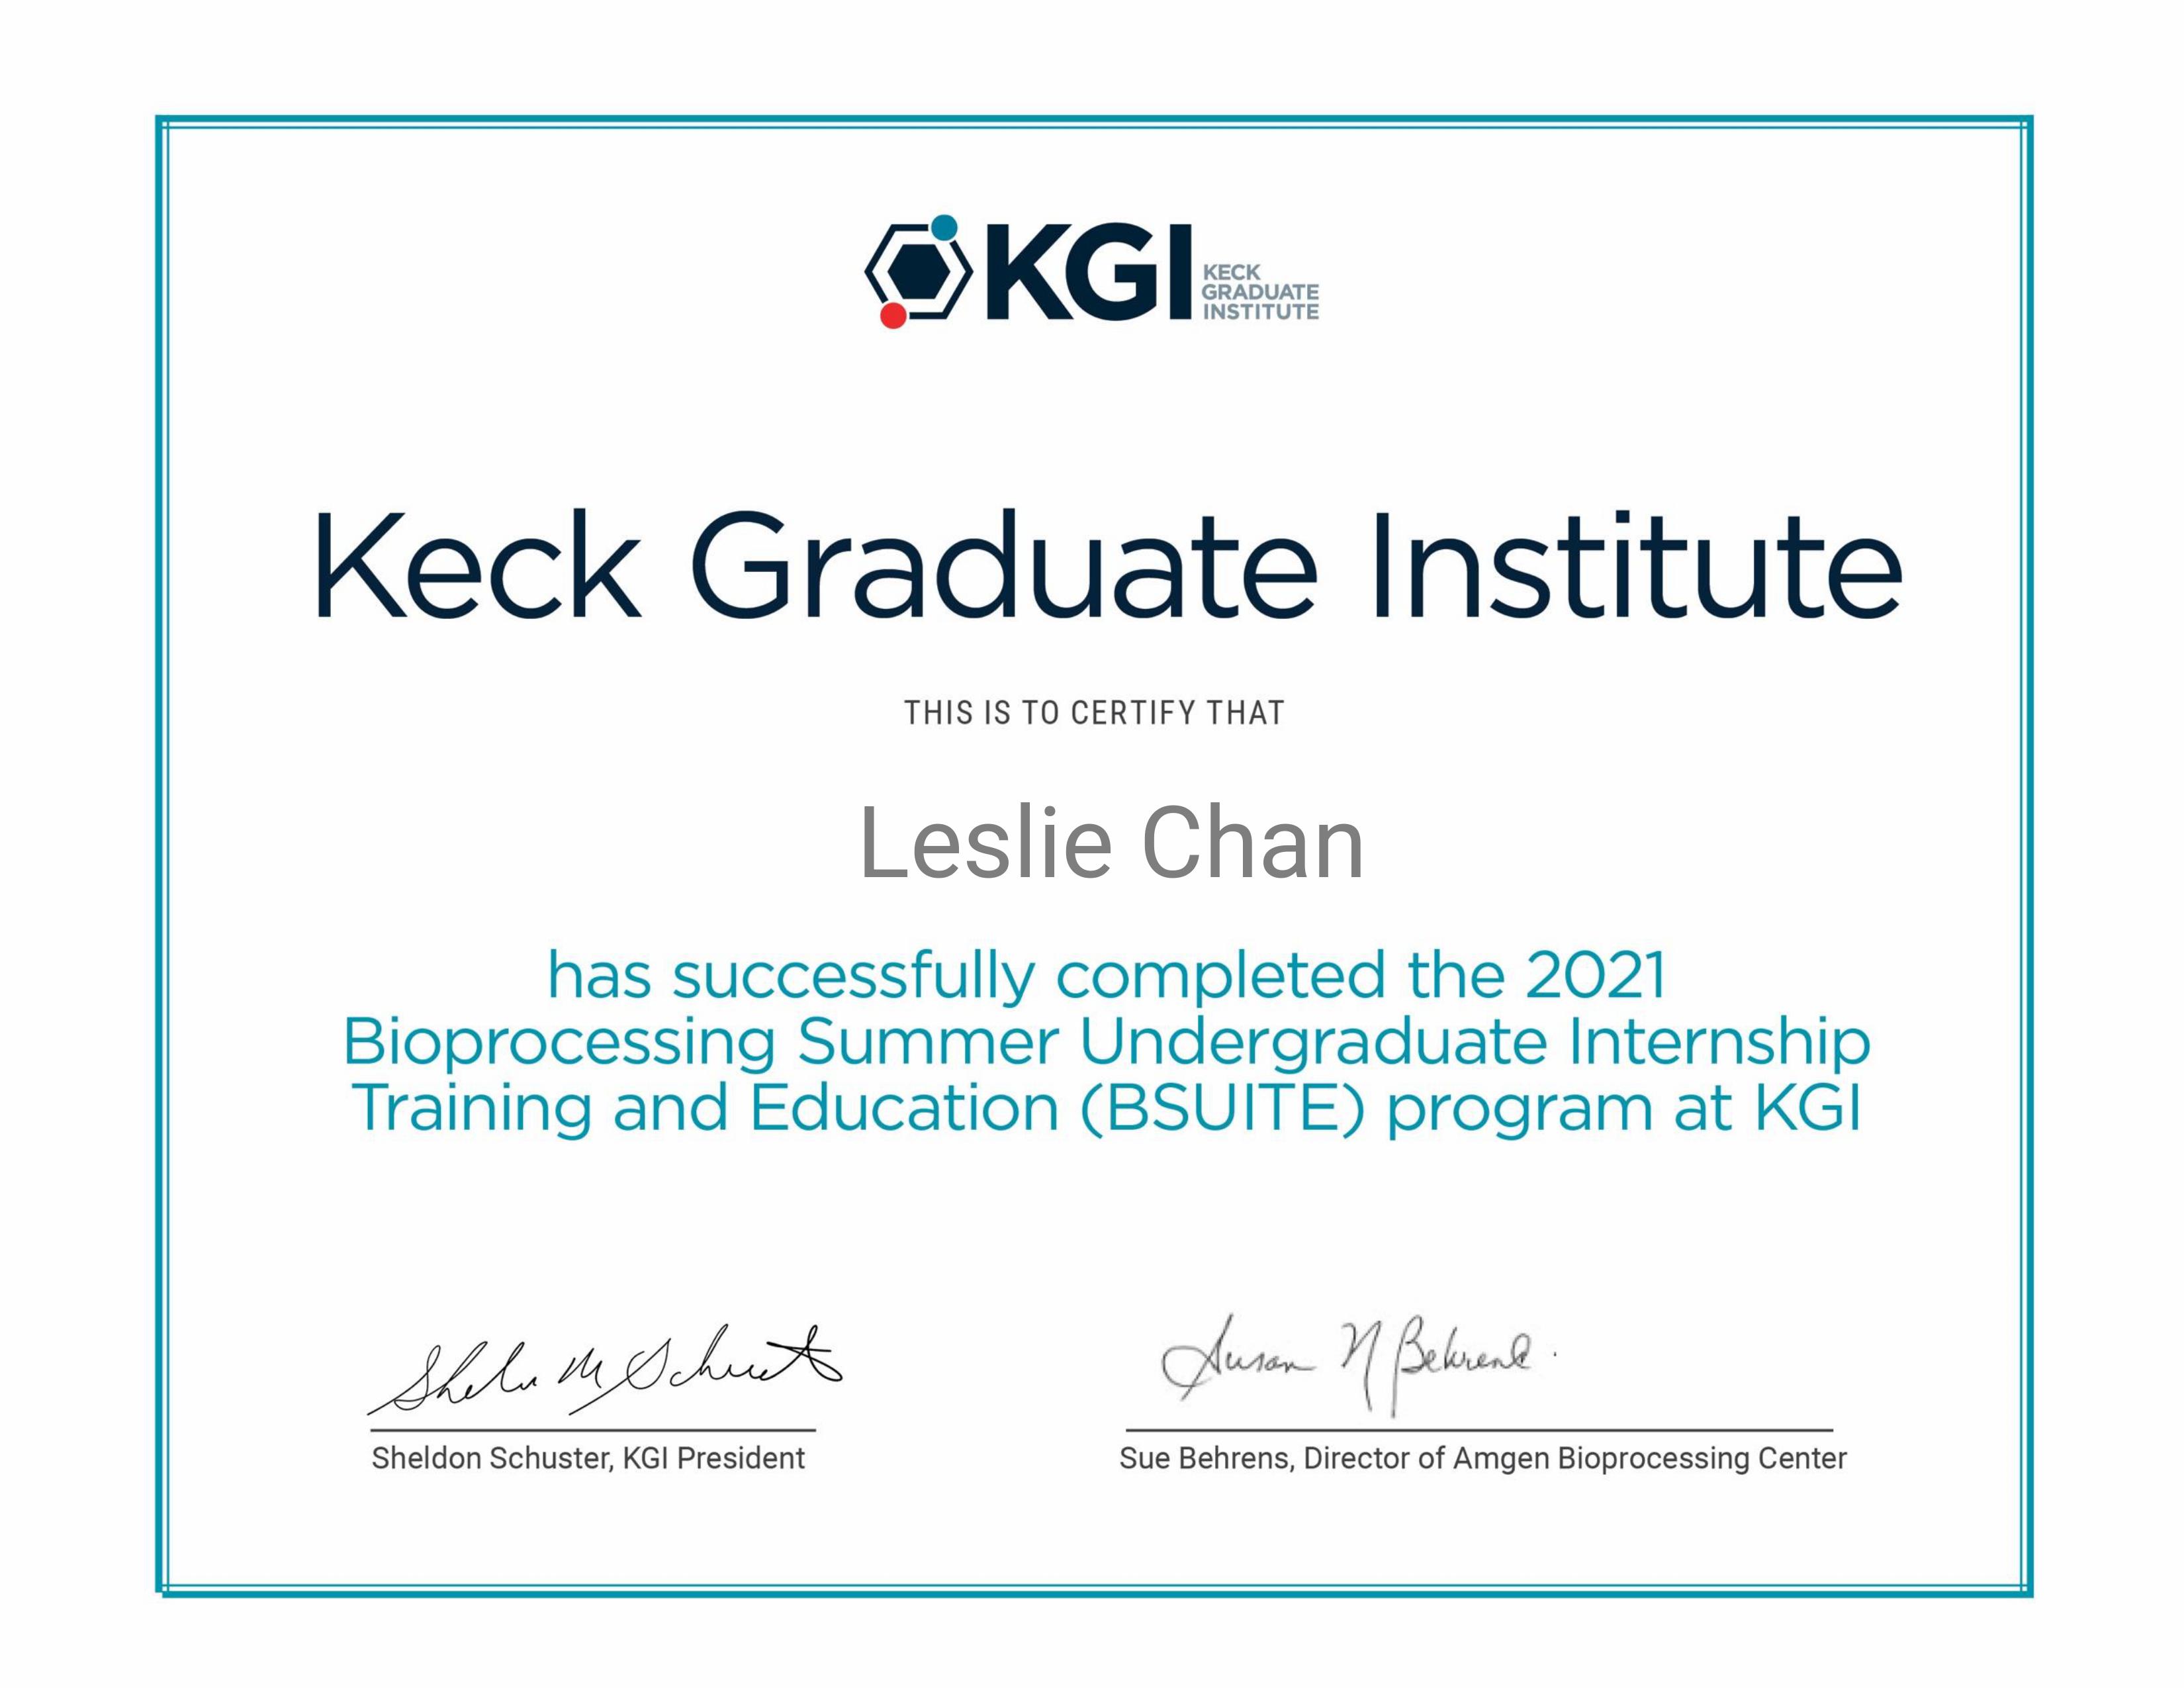 KGI
KECK
GRADUATE
INSTITUTE
Keck Graduate Institute
THIS IS TO CERTIFY THAT
Leslie Chan
has successfully completed the 2021
Bioprocessing Summer Undergraduate Internship
Training and Education (BSUITE) program at KGI
Susan N Behrens
Sheldon Schuster, KGI President
Sue Behrens, Director of Amgen Bioprocessing Center